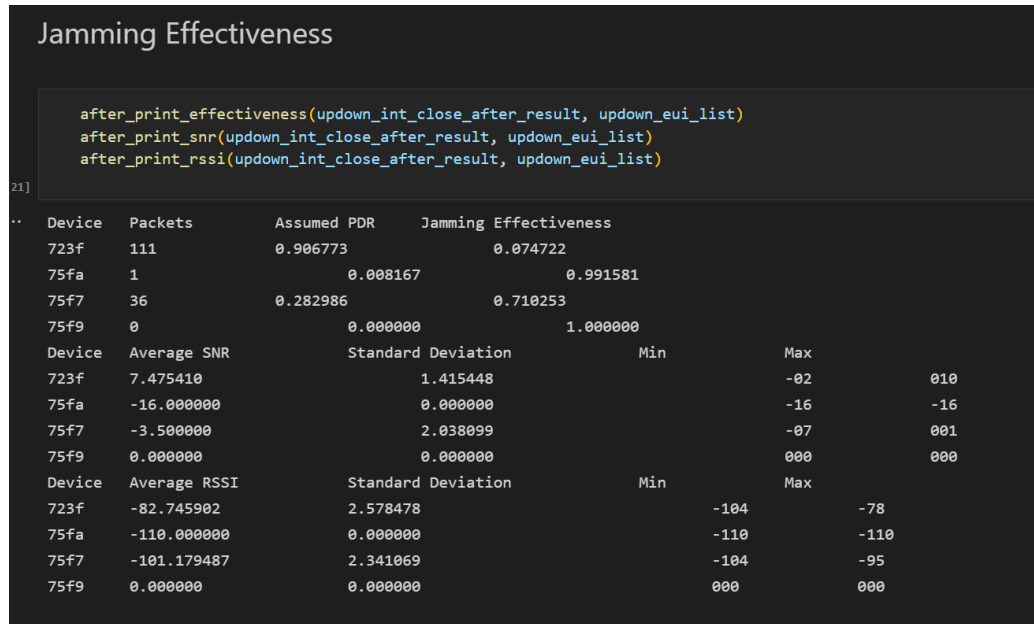 Jamming Effectiveness
after_print_effectiveness(updown_int_close_after_result, updown_eui_list)
after_print_snr(updown_int_close_after_result, updown_eui_list)
after_print_rssi(updown_int_close_after_result, updown_eui_list)
21]
..
Device Packets Assumed PDR Jamming Effectiveness
723f 111 0.906773 0.074722
75fa 1 0.008167 0.991581
75f7 36 0.282986 0.710253
75f9 0 0.000000 1.000000
Device Average SNR Standard Deviation Min Max
723f 7.475410 1.415448 -02 010
75fa -16.000000 0.000000 -16 -16
75f7 -3.500000 2.038099 -07 001
75f9 0.000000 0.000000 000 000
Device Average RSSI Standard Deviation Min Max
723f -82.745902 2.578478 -104 -78
75fa -110.000000 0.000000 -110 -110
75f7 -101.179487 2.341069 -104 -95
75f9 0.000000 0.000000 000 000